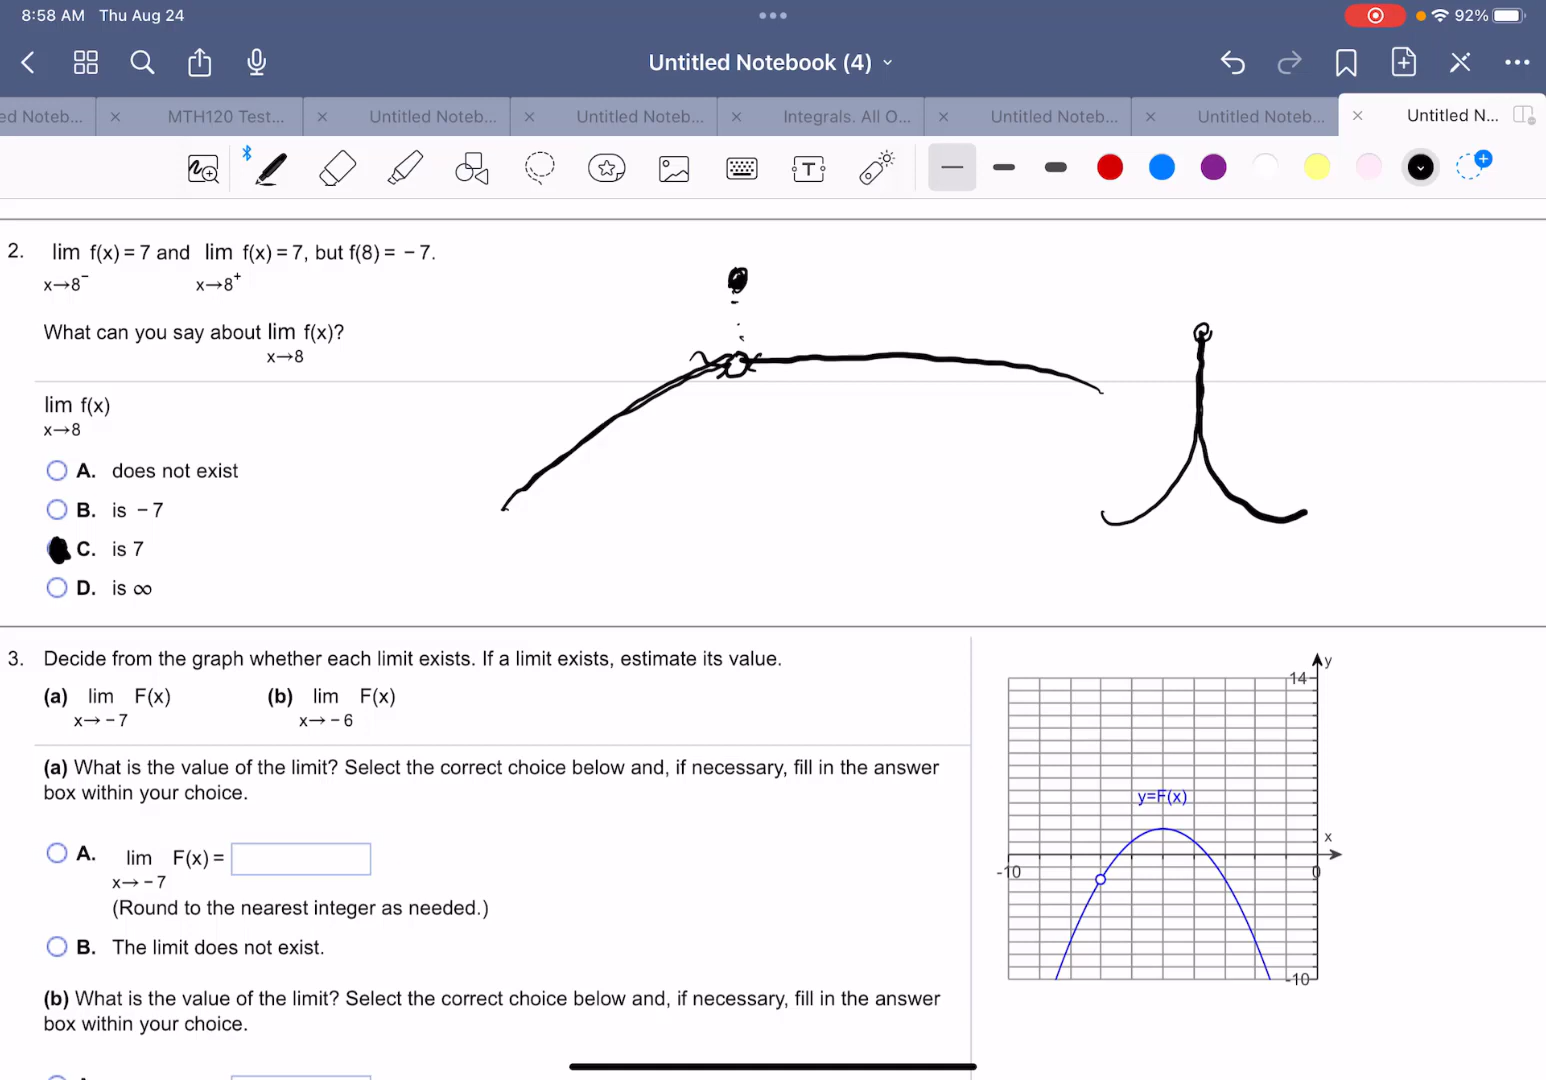 8:58 AM Thu Aug 24
92%
Untitled Notebook (4)
ed Noteb...
MTH120 Test...
Untitled Noteb...
Untitled Noteb...
Integrals. All O...
Untitled Noteb...
Untitled Noteb...
Untitled N...
2. lim f(x) = 7 and lim f(x) = 7, but f(8) = − 7.
x→8⁻ x→8⁺
What can you say about lim f(x)?
x→8
lim f(x)
x→8
A. does not exist
B. is − 7
C. is 7
D. is ∞
3. Decide from the graph whether each limit exists. If a limit exists, estimate its value.
(a) lim F(x) (b) lim F(x)
x→ − 7 x→ − 6
(a) What is the value of the limit? Select the correct choice below and, if necessary, fill in the answer
box within your choice.
A. lim F(x) =
x→ − 7
(Round to the nearest integer as needed.)
B. The limit does not exist.
(b) What is the value of the limit? Select the correct choice below and, if necessary, fill in the answer
box within your choice.
y
14
y=F(x)
x
-10
0
-10